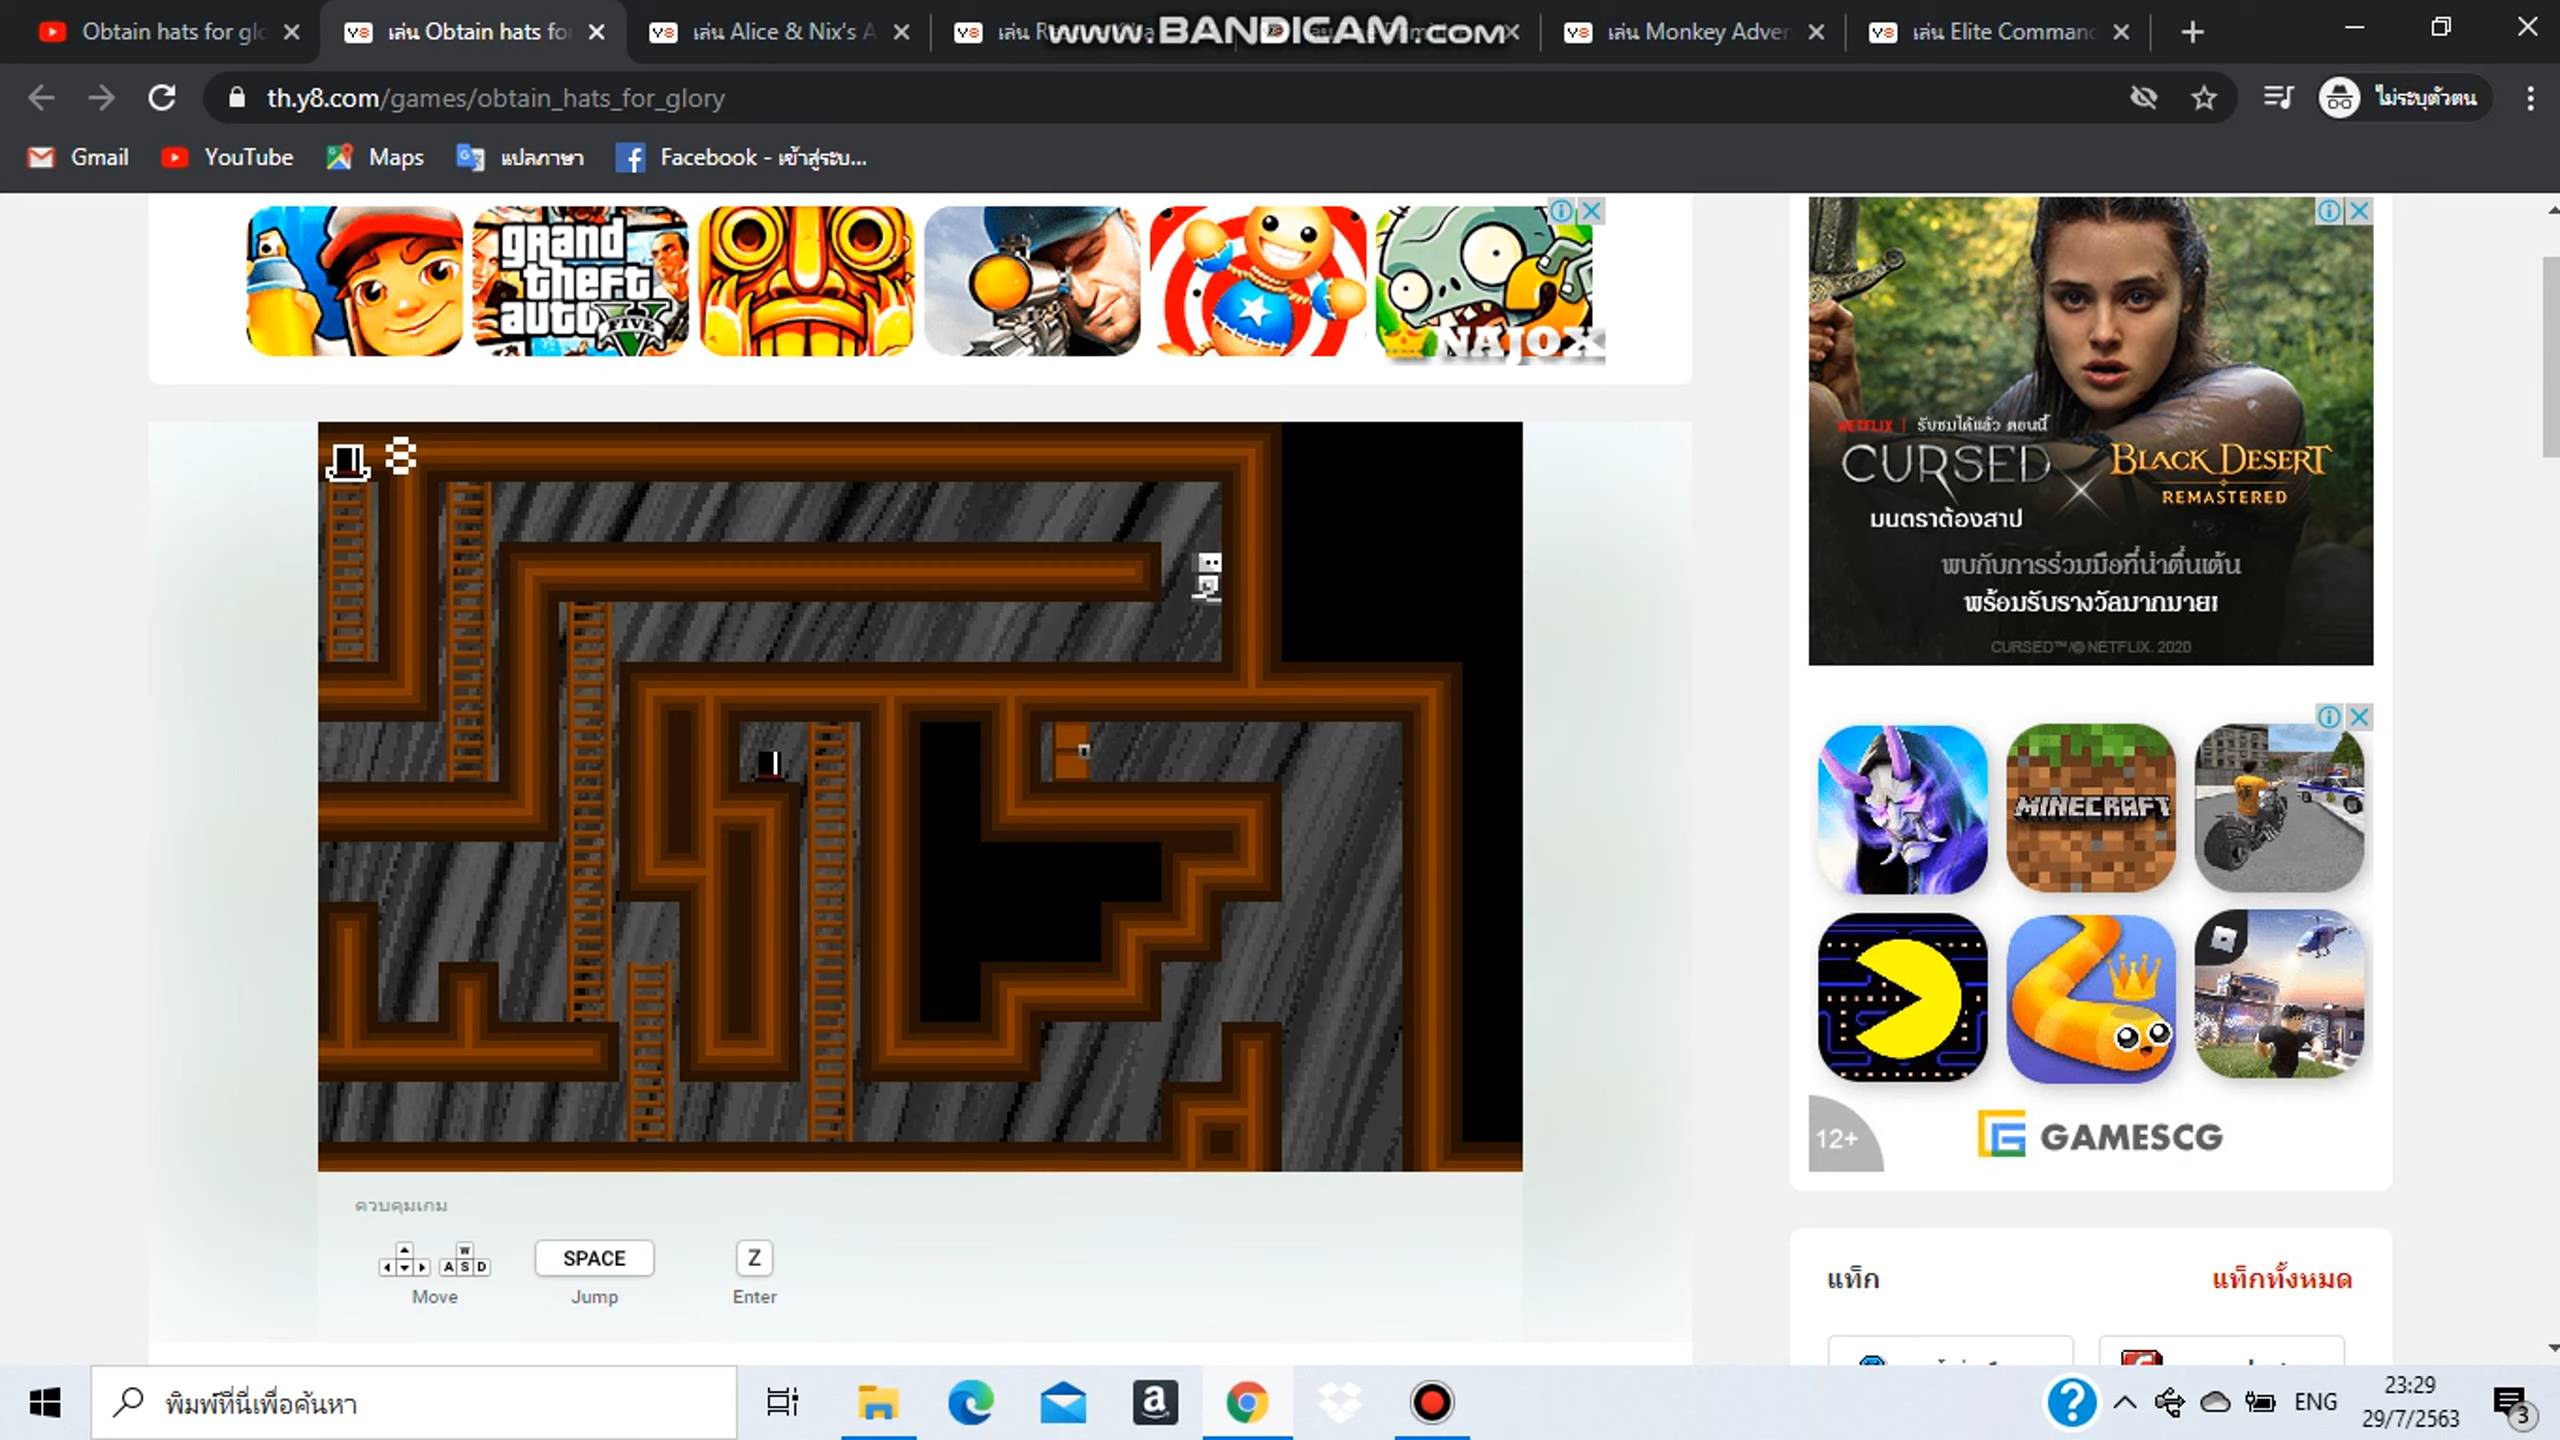 Obtain hats for glo
เล่น Obtain hats for
เล่น Alice & Nix's A
www.BANDICAM.com
เล่น Monkey Adven
เล่น Elite Comman
th.y8.com/games/obtain_hats_for_glory
ไม่ระบุตัวตน
Gmail
YouTube
Maps
แปลภาษา
Facebook - เข้าสู่ระบ...
grand theft auto FIVE
NAJOX
NETFLIX | รับชมได้แล้ว ตอนนี้
CURSED × BLACK DESERT
REMASTERED
มนตราต้องสาป
พบกับการร่วมมือที่น่าตื่นเต้น
พร้อมรับรางวัลมากมาย!
CURSED™/© NETFLIX. 2020
8
MINECRAFT
12+
GAMESCG
ควบคุมเกม
W
A S D
SPACE
Z
Move
Jump
Enter
แท็ก
แท็กทั้งหมด
พิมพ์ที่นี่เพื่อค้นหา
ENG
23:29
29/7/2563
3